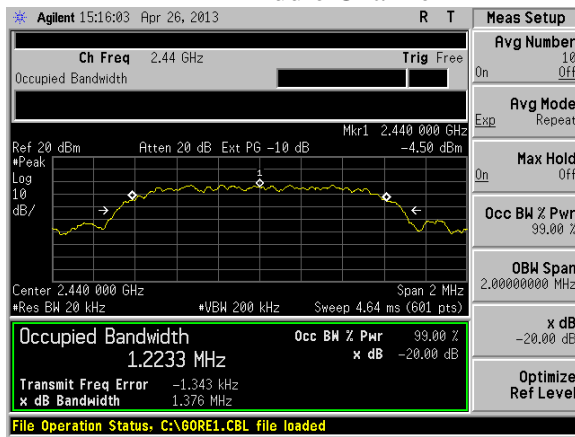 Agilent 15:16:03 Apr 26, 2013 R T
Meas Setup
Ch Freq 2.44 GHz Trig Free
Occupied Bandwidth
Mkr1 2.440 000 GHz
Ref 20 dBm Atten 20 dB Ext PG -10 dB -4.50 dBm
#Peak
Log
10
dB/
1
Center 2.440 000 GHz Span 2 MHz
#Res BW 20 kHz #VBW 200 kHz Sweep 4.64 ms (601 pts)
Occupied Bandwidth Occ BW % Pwr 99.00 %
1.2233 MHz x dB -20.00 dB
Transmit Freq Error -1.343 kHz
x dB Bandwidth 1.376 MHz
File Operation Status, C:\GORE1.CBL file loaded
Avg Number
10
On Off
Avg Mode
Exp Repeat
Max Hold
On Off
Occ BW % Pwr
99.00 %
OBW Span
2.00000000 MHz
x dB
-20.00 dB
Optimize
Ref Level